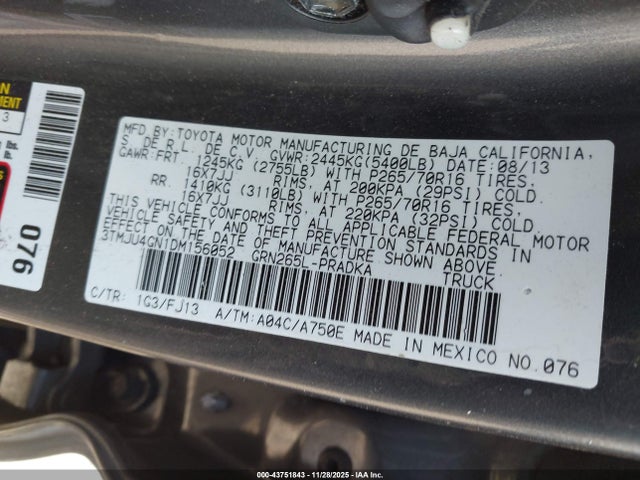 ON
EMENT
3
lbs.
076
MFD.BY:TOYOTA MOTOR MANUFACTURING DE BAJA CALIFORNIA,
S. DE R.L. DE C.V. GVWR:2445KG(5400LB) DATE:08/13
GAWR:FRT. 1245KG (2755LB) WITH P265/70R16 TIRES,
16X7JJ RIMS, AT 200KPA (29PSI) COLD.
RR. 1410KG (3110LB) WITH P265/70R16 TIRES,
16X7JJ RIMS, AT 220KPA (32PSI) COLD.
THIS VEHICLE CONFORMS TO ALL APPLICABLE FEDERAL MOTOR
VEHICLE SAFETY AND THEFT PREVENTION STANDARDS IN
EFFECT ON THE DATE OF MANUFACTURE SHOWN ABOVE.
3TMJU4GN1DM156052 GRN265L-PRADKA TRUCK
C/TR: 1G3/FJ13 A/TM:A04C/A750E MADE IN MEXICO NO.076
000-43751843 - 11/28/2025 - IAA Inc.